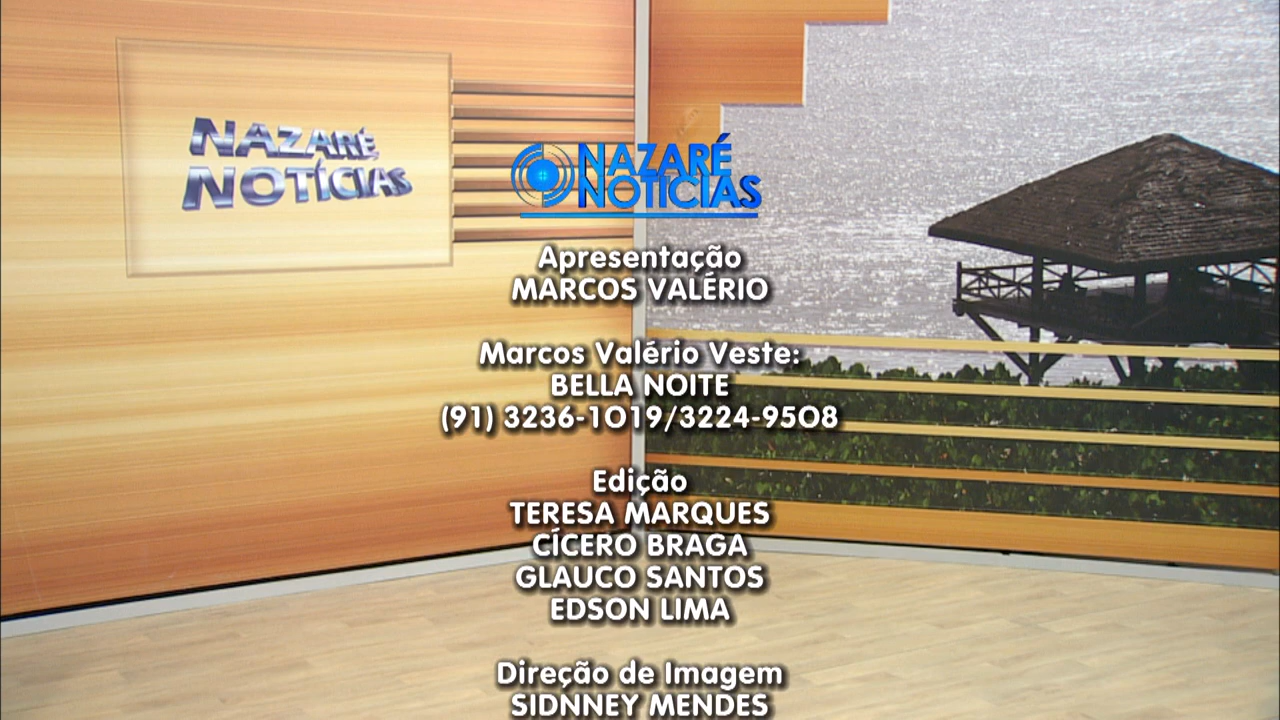 NAZARÉ
NOTÍCIAS
NAZARÉ
NOTÍCIAS
Apresentação
MARCOS VALÉRIO
Marcos Valério Veste:
BELLA NOITE
(91) 3236-1019/3224-9508
Edição
TERESA MARQUES
CÍCERO BRAGA
GLAUCO SANTOS
EDSON LIMA
Direção de Imagem
SIDNNEY MENDES